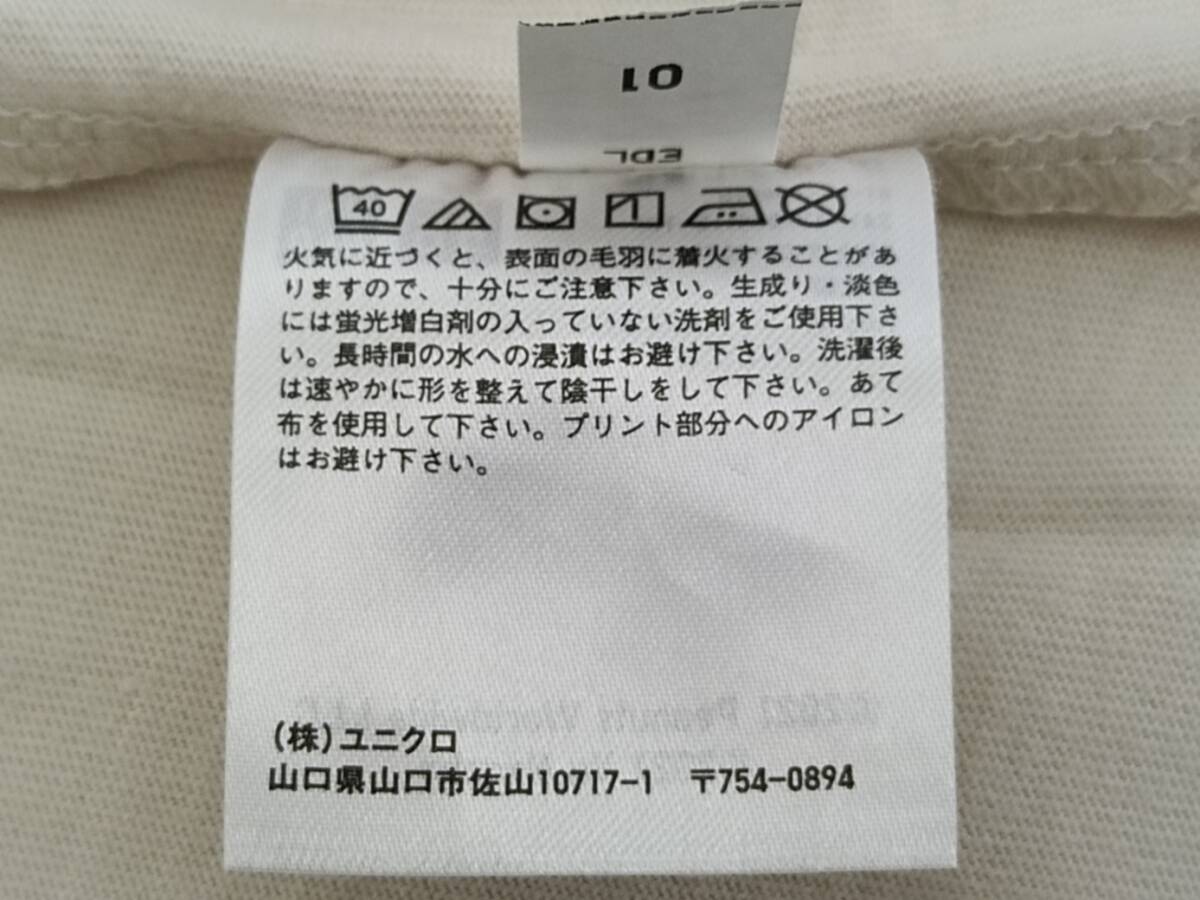 01
EDL
40
火気に近づくと、表面の毛羽に着火することがあ
りますので、十分にご注意下さい。生成り・淡色
には蛍光増白剤の入っていない洗剤をご使用下さ
い。長時間の水への浸漬はお避け下さい。洗濯後
は速やかに形を整えて陰干しをして下さい。あて
布を使用して下さい。プリント部分へのアイロン
はお避け下さい。
©2021 Peanuts Worldwide LLC
(株)ユニクロ
山口県山口市佐山10717-1 〒754-0894